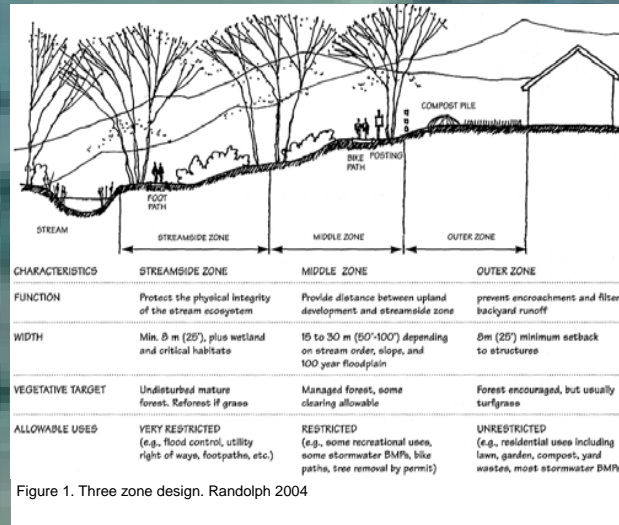 COMPOST PILE
BIKE PATH
POSTING
FOOT PATH
STREAM
STREAMSIDE ZONE
MIDDLE ZONE
OUTER ZONE
CHARACTERISTICS STREAMSIDE ZONE MIDDLE ZONE OUTER ZONE
FUNCTION
Protect the physical integrity
of the stream ecosystem
Provide distance between upland
development and streamside zone
prevent encroachment and filter
backyard runoff
WIDTH
Min. 8 m (25'), plus wetland
and critical habitats
15 to 30 m (50'-100') depending
on stream order, slope, and
100 year floodplain
8m (25') minimum setback
to structures
VEGETATIVE TARGET
Undisturbed mature
forest. Reforest if grass
Managed forest, some
clearing allowable
Forest encouraged, but usually
turfgrass
ALLOWABLE USES
VERY RESTRICTED
(e.g., flood control, utility
right of ways, footpaths, etc.)
RESTRICTED
(e.g., some recreational uses,
some stormwater BMPs, bike
paths, tree removal by permit)
UNRESTRICTED
(e.g., residential uses including
lawn, garden, compost, yard
wastes, most stormwater BMPs
Figure 1. Three zone design. Randolph 2004